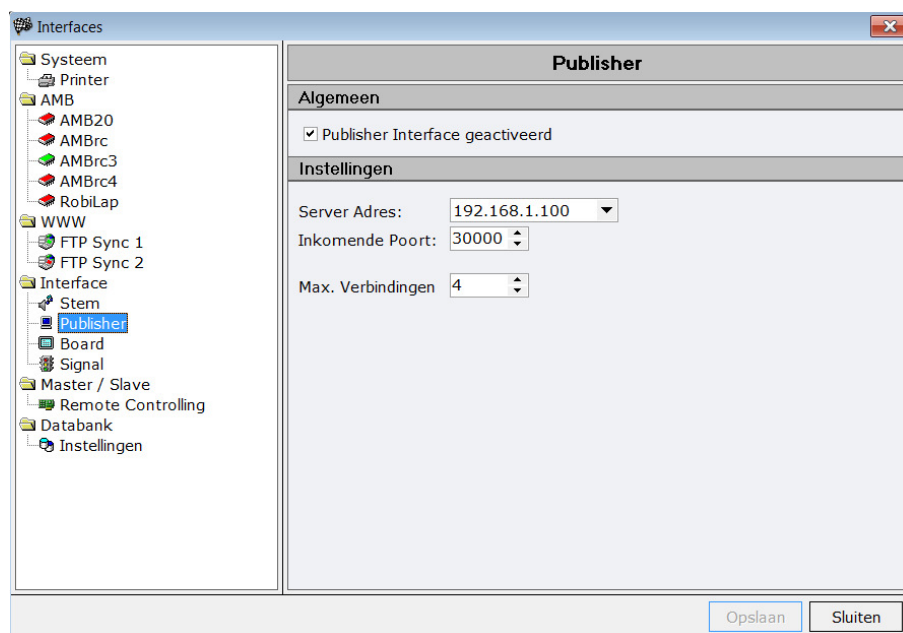 Interfaces
Systeem
Printer
AMB
AMB20
AMBrc
AMBrc3
AMBrc4
RobiLap
WWW
FTP Sync 1
FTP Sync 2
Interface
Stem
Publisher
Board
Signal
Master / Slave
Remote Controlling
Databank
Instellingen
Publisher
Algemeen
Publisher Interface geactiveerd
Instellingen
Server Adres: 192.168.1.100
Inkomende Poort: 30000
Max. Verbindingen 4
Opslaan Sluiten